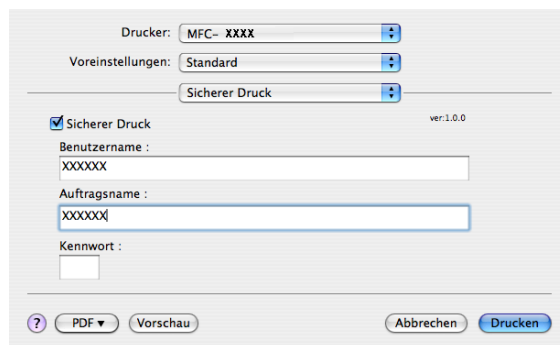 Drucker: MFC- XXXX
Voreinstellungen: Standard
Sicherer Druck
Sicherer Druck ver:1.0.0
Benutzername :
XXXXXX
Auftragsname :
XXXXXX
Kennwort :
? PDF ▾ Vorschau Abbrechen Drucken